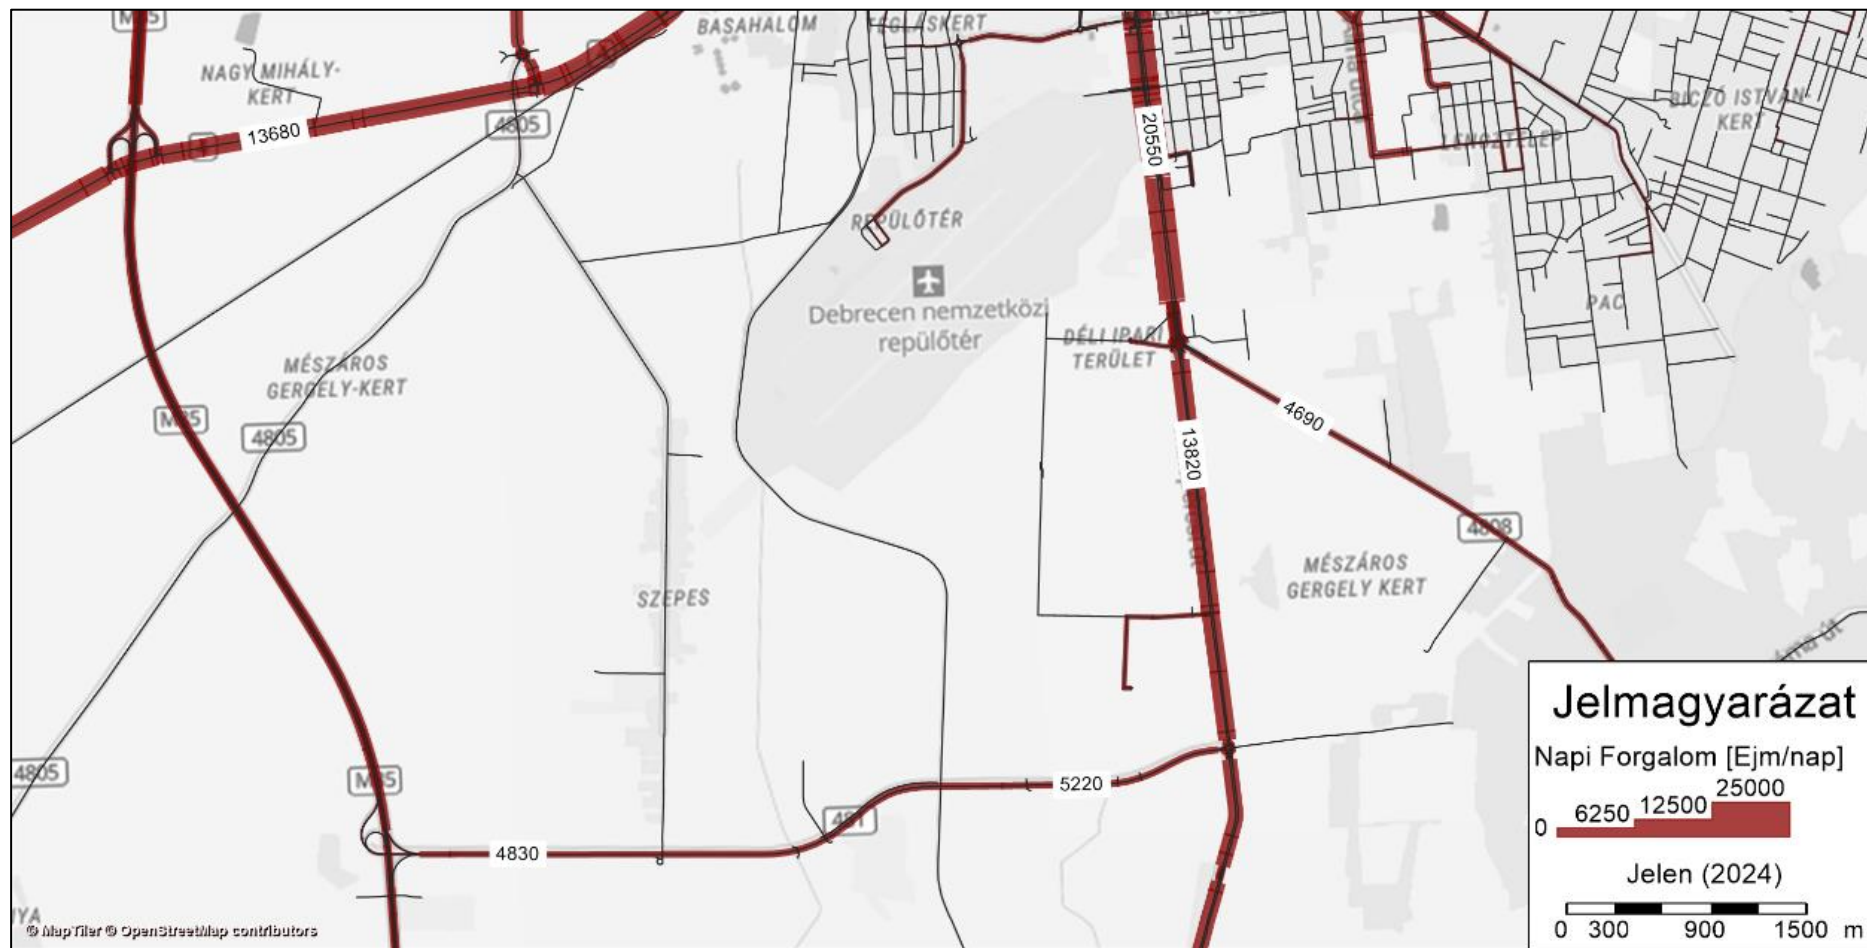 BASAHALOM
TÉGLÁSKERT
NAGY MIHÁLY-
KERT
13680
4805
20550
BICZÓ ISTVÁN-
KERT
LENCZTELEP
REPÜLŐTÉR
Debrecen nemzetközi
repülőtér
DÉLI IPARI
TERÜLET
PAC
MÉSZÁROS
GERGELY-KERT
M35
4805
4690
13820
4808
MÉSZÁROS
GERGELY KERT
SZEPES
4805
M35
481
5220
4830
Jelmagyarázat
Napi Forgalom [Ejm/nap]
0 6250 12500 25000
Jelen (2024)
0 300 900 1500 m
© MapTiler © OpenStreetMap contributors